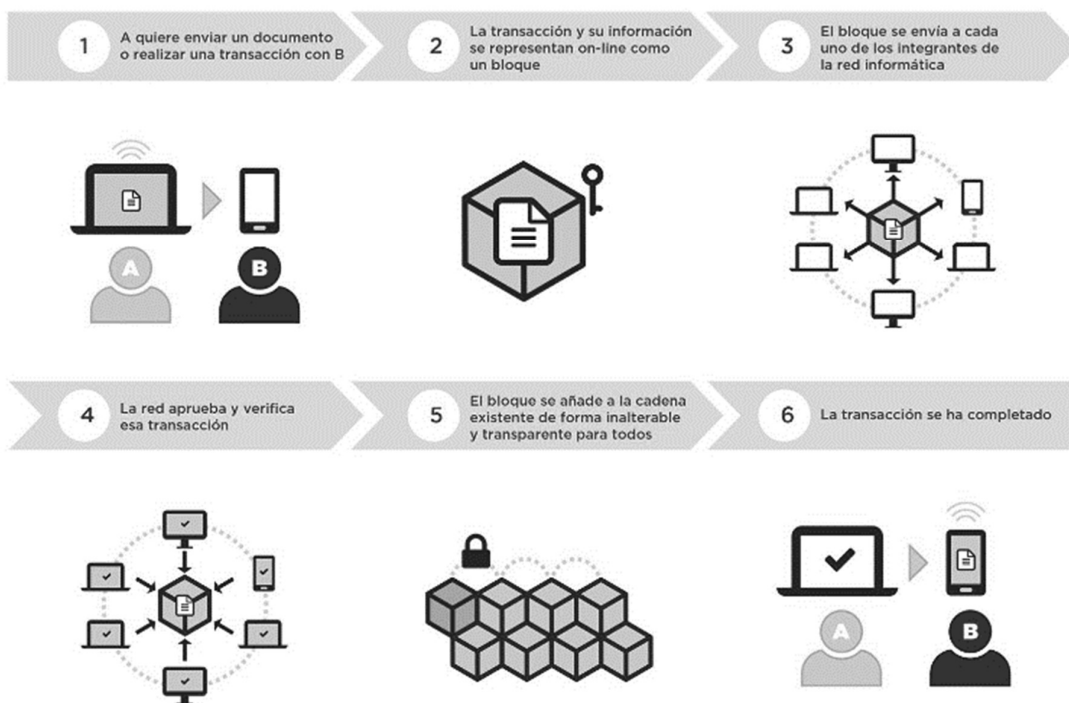 1
A quiere enviar un documento
o realizar una transacción con B
2
La transacción y su información
se representan on-line como
un bloque
3
El bloque se envía a cada
uno de los integrantes de
la red informática
A
B
4
La red aprueba y verifica
esa transacción
5
El bloque se añade a la cadena
existente de forma inalterable
y transparente para todos
6
La transacción se ha completado
A
B